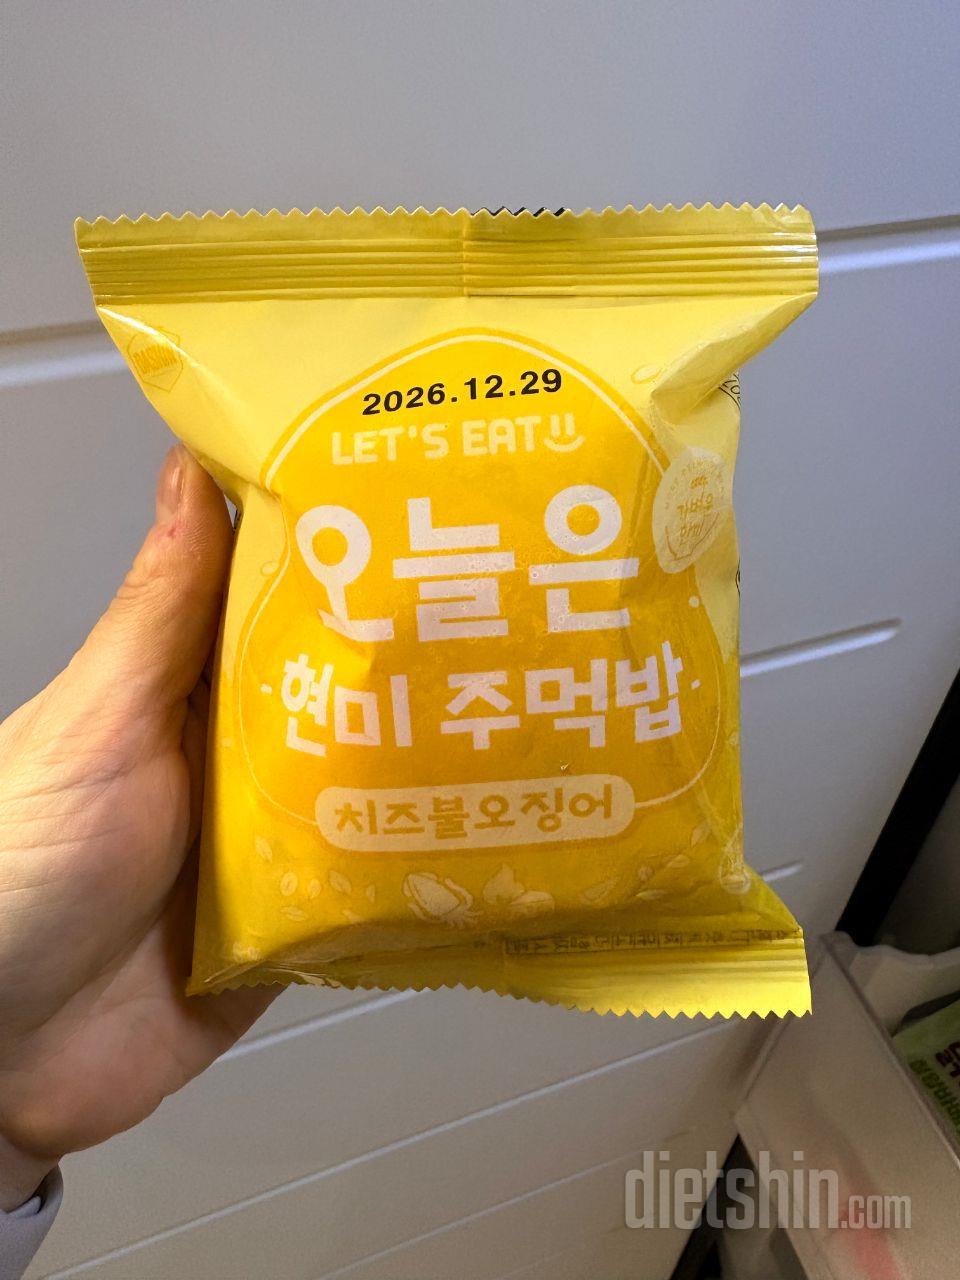 DASHIN
2026.12.29
LET'S EAT
오늘은
현미 주먹밥
치즈불오징어
dietshin.com